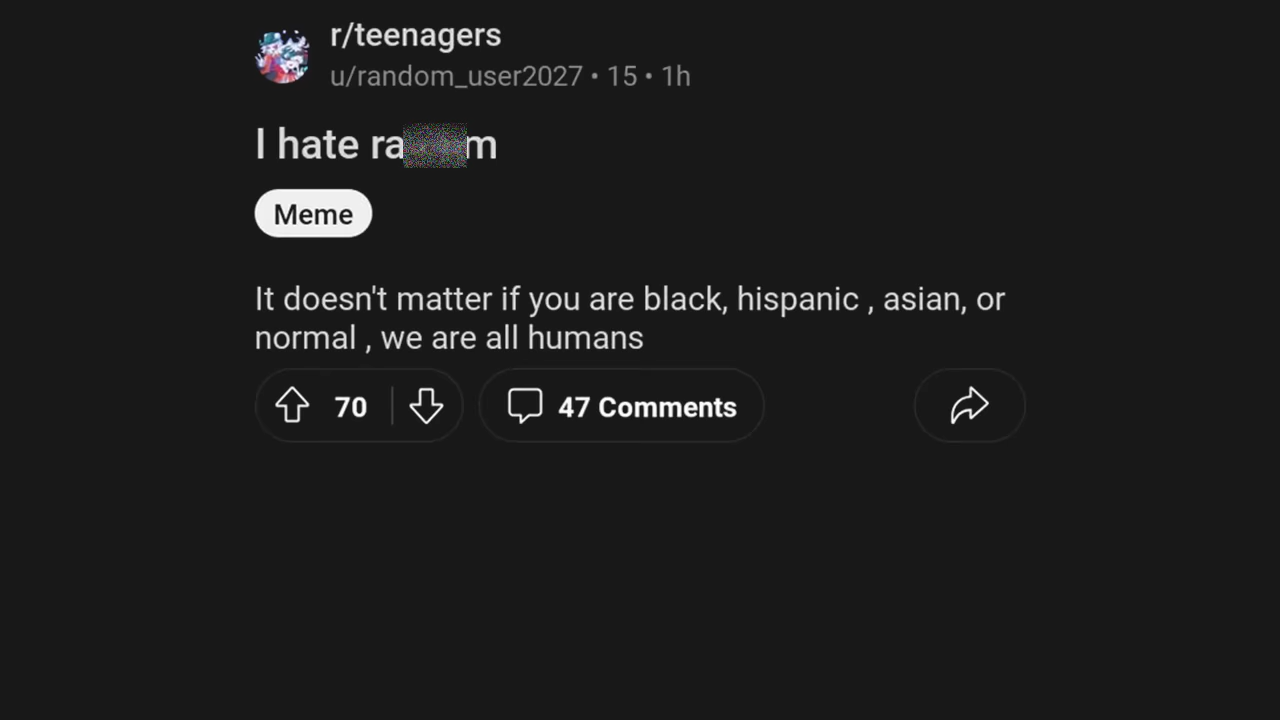 r/teenagers
u/random_user2027 • 15 • 1h
I hate
Meme
It doesn't matter if you are black, hispanic , asian, or
normal , we are all humans
70
47 Comments